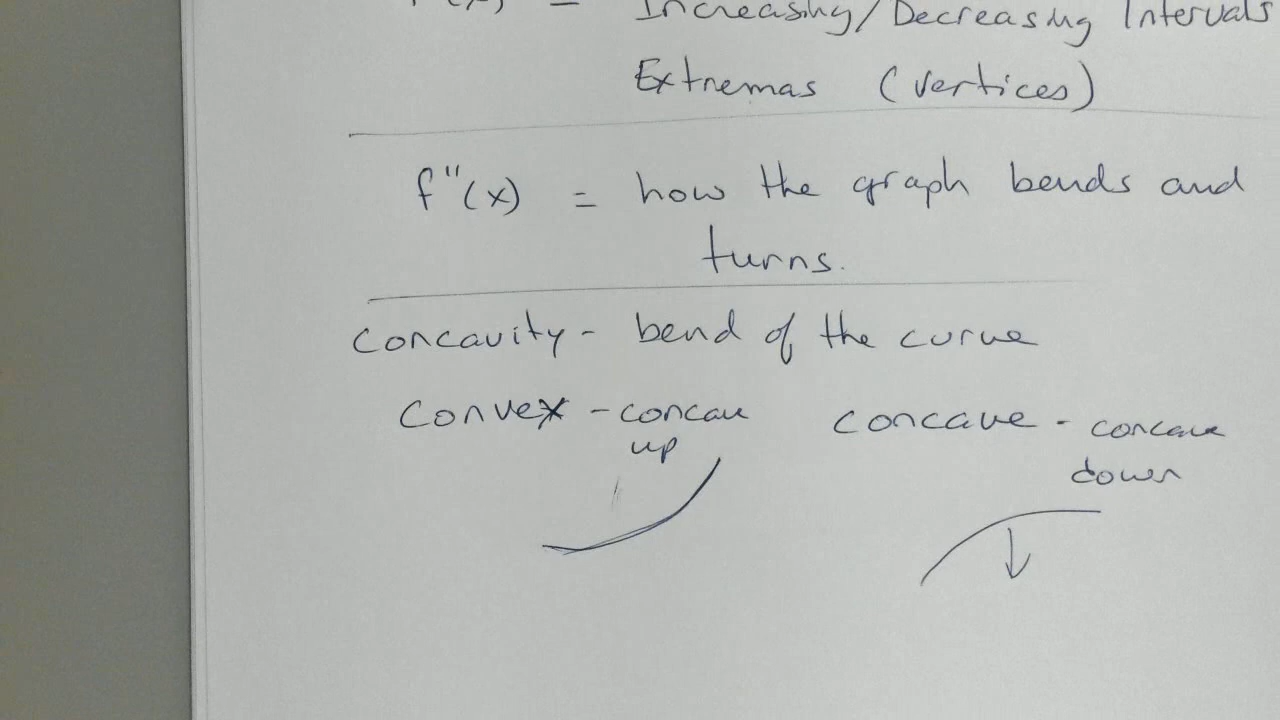 = Increasing/Decreasing Intervals
Extremas (vertices)
f"(x) = how the graph bends and
turns.
concavity - bend of the curve
convex - concave up
concave - concave down